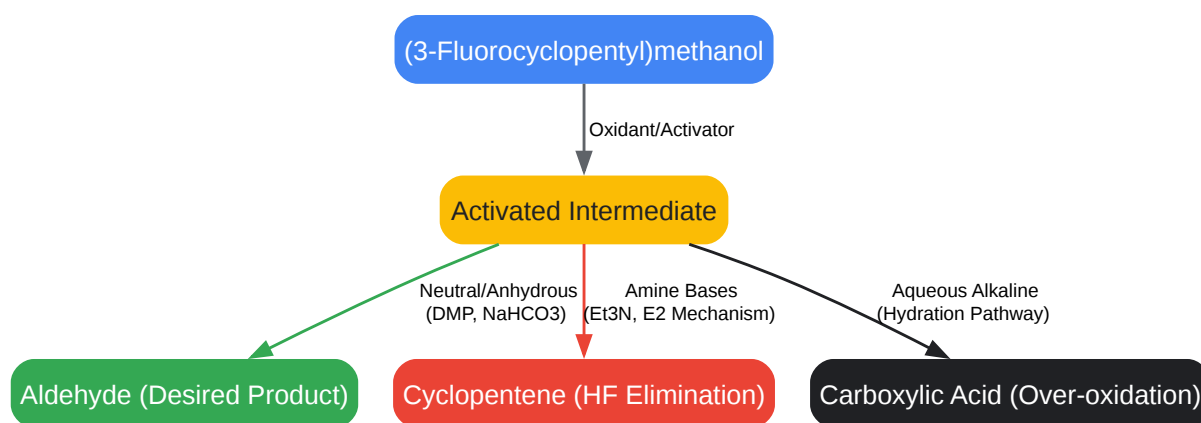 (3-Fluorocyclopentyl)methanol
Oxidant/Activator
Activated Intermediate
Neutral/Anhydrous
(DMP, NaHCO3)
Amine Bases
(Et3N, E2 Mechanism)
Aqueous Alkaline
(Hydration Pathway)
Aldehyde (Desired Product)
Cyclopentene (HF Elimination)
Carboxylic Acid (Over-oxidation)